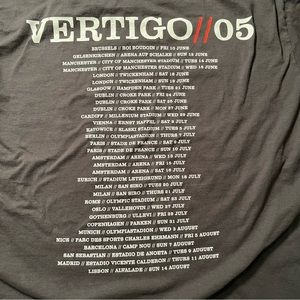 VERTIGO//05
BRUSSELS // ROI BOUDOIN // FRI 10 JUNE
GELSENKIRCHEN // ARENA AUF SCHALKE // SUN 12 JUNE
MANCHESTER // CITY OF MANCHESTER STADIUM // TUES 14 JUNE
MANCHESTER // CITY OF MANCHESTER STADIUM // WED 15 JUNE
LONDON // TWICKENHAM // SAT 18 JUNE
LONDON // TWICKENHAM // SUN 19 JUNE
GLASGOW // HAMPDEN PARK // TUES 21 JUNE
DUBLIN // CROKE PARK // FRI 24 JUNE
DUBLIN // CROKE PARK // SAT 25 JUNE
DUBLIN // CROKE PARK // MON 27 JUNE
CARDIFF // MILLENNIUM STADIUM // WED 29 JUNE
VIENNA // ERNST HAPPEL // SAT 2 JULY
KATOWICE // SLASKI STADIUM // TUES 5 JULY
BERLIN // OLYMPIASTADION // THURS 7 JULY
PARIS // STADE DE FRANCE // SAT 9 JULY
PARIS // STADE DE FRANCE // SUN 10 JULY
AMSTERDAM // ARENA // WED 13 JULY
AMSTERDAM // ARENA // FRI 15 JULY
AMSTERDAM // ARENA // SAT 16 JULY
ZURICH // STADIUM LETZIGRUND // MON 18 JULY
MILAN // SAN SIRO // TUES 20 JULY
MILAN // SAN SIRO // THURS 21 JULY
ROME // OLYMPIC STADIUM // SAT 23 JULY
OSLO // VALLEHOVIN // WED 27 JULY
GOTHENBURG // ULLEVI // FRI 29 JULY
COPENHAGEN // PARKEN // SUN 31 JULY
MUNICH // OLYMPIASTADION // WED 3 AUGUST
NICE // PARC DES SPORTS CHARLES EHRMANN // FRI 5 AUGUST
BARCELONA // CAMP NOU // SUN 7 AUGUST
SAN SEBASTIAN // ESTADIO DE ANOETA // TUES 9 AUGUST
MADRID // ESTADIO VICENTE CALDERON // THURS 11 AUGUST
LISBON // ALVALADE // SUN 14 AUGUST